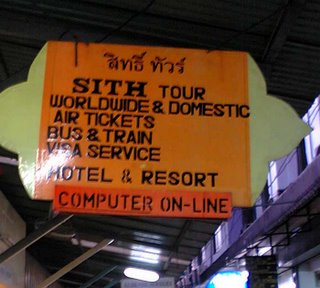 สิทธิ์ ทัวร์
SITH TOUR
WORLDWIDE & DOMESTIC
AIR TICKETS
BUS & TRAIN
VISA SERVICE
HOTEL & RESORT
COMPUTER ON-LINE